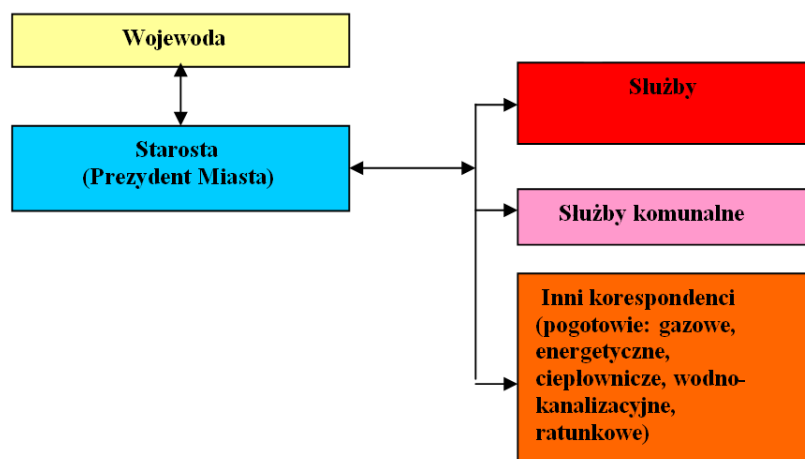 Wojewoda
Służby
Starosta
(Prezydent Miasta)
Służby komunalne
Inni korespondenci
(pogotowie: gazowe,
energetyczne,
ciepłownicze, wodno-
kanalizacyjne,
ratunkowe)